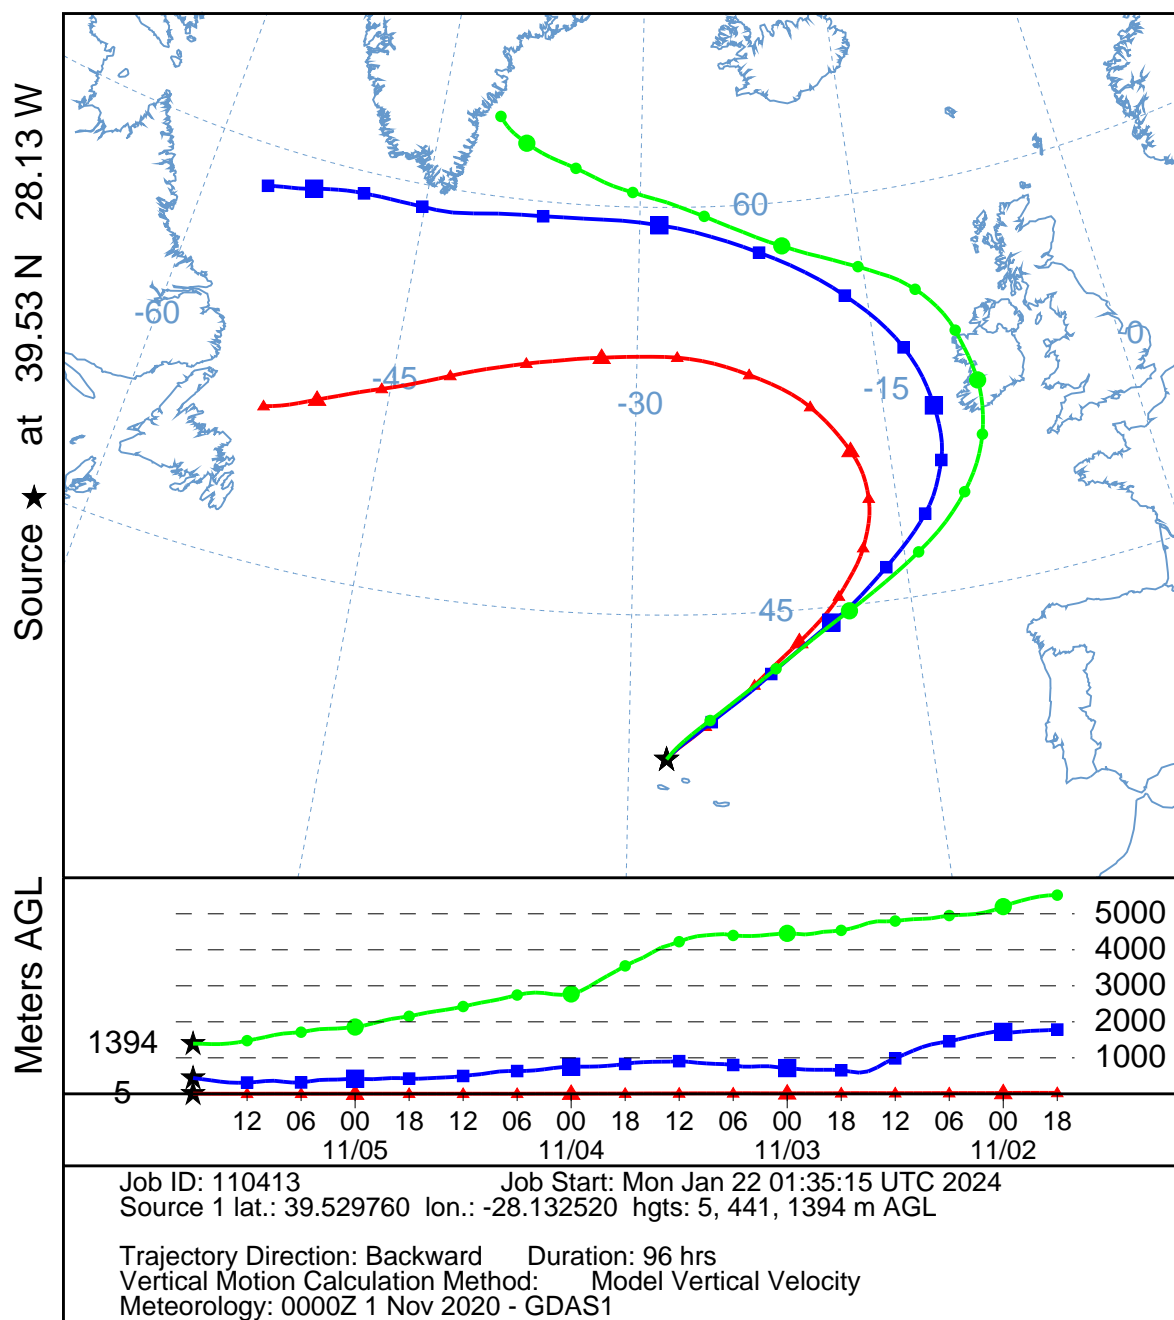 Source ★ at 39.53 N 28.13 W
60
-60
0
-45
-15
-30
45
Meters AGL
5000
4000
3000
2000
1394
1000
5
12 06 00 18 12 06 00 18 12 06 00 18 12 06 00 18
11/05 11/04 11/03 11/02
Job ID: 110413 Job Start: Mon Jan 22 01:35:15 UTC 2024
Source 1 lat.: 39.529760 lon.: -28.132520 hgts: 5, 441, 1394 m AGL
Trajectory Direction: Backward Duration: 96 hrs
Vertical Motion Calculation Method: Model Vertical Velocity
Meteorology: 0000Z 1 Nov 2020 - GDAS1